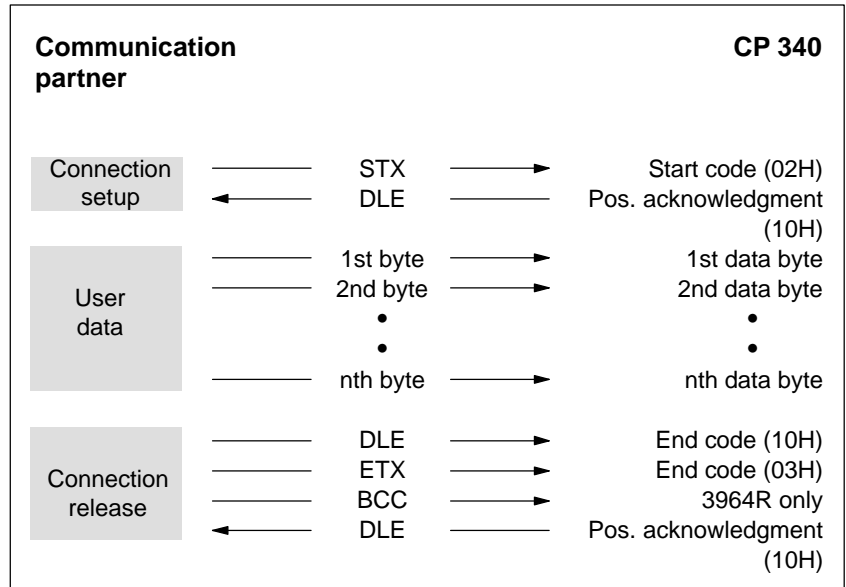 Communication partner CP 340
Connection setup
STX Start code (02H)
DLE Pos. acknowledgment (10H)
User data
1st byte 1st data byte
2nd byte 2nd data byte
• •
• •
nth byte nth data byte
Connection release
DLE End code (10H)
ETX End code (03H)
BCC 3964R only
DLE Pos. acknowledgment (10H)